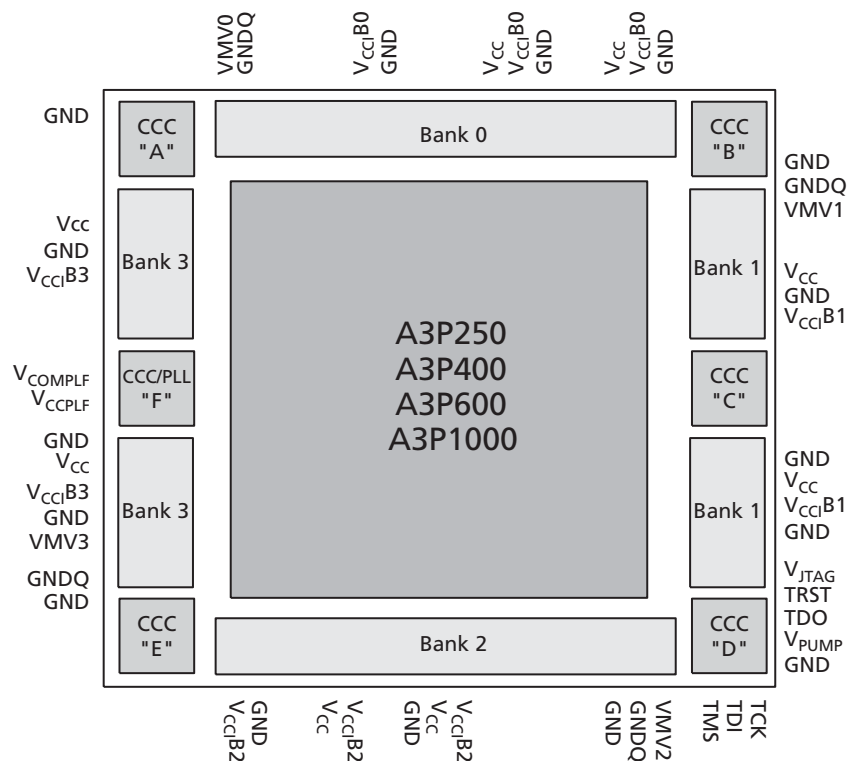 VMV0
GNDQ
VCCIB0
GND
VCC
VCCIB0
GND
VCC
VCCIB0
GND
GND
CCC
"A"
Bank 0
CCC
"B"
GND
GNDQ
VMV1
Vcc
GND
VCCIB3
Bank 3
Bank 1
VCC
GND
VCCIB1
A3P250
A3P400
A3P600
A3P1000
VCOMPLF
VCCPLF
CCC/PLL
"F"
CCC
"C"
GND
VCC
VCCIB3
GND
VMV3
Bank 3
Bank 1
GND
VCC
VCCIB1
GND
GNDQ
GND
CCC
"E"
Bank 2
CCC
"D"
VJTAG
TRST
TDO
VPUMP
GND
VCCIB2
GND
VCC
VCCIB2
GND
VCC
VCCIB2
GND
GNDQ
VMV2
TMS
TDI
TCK